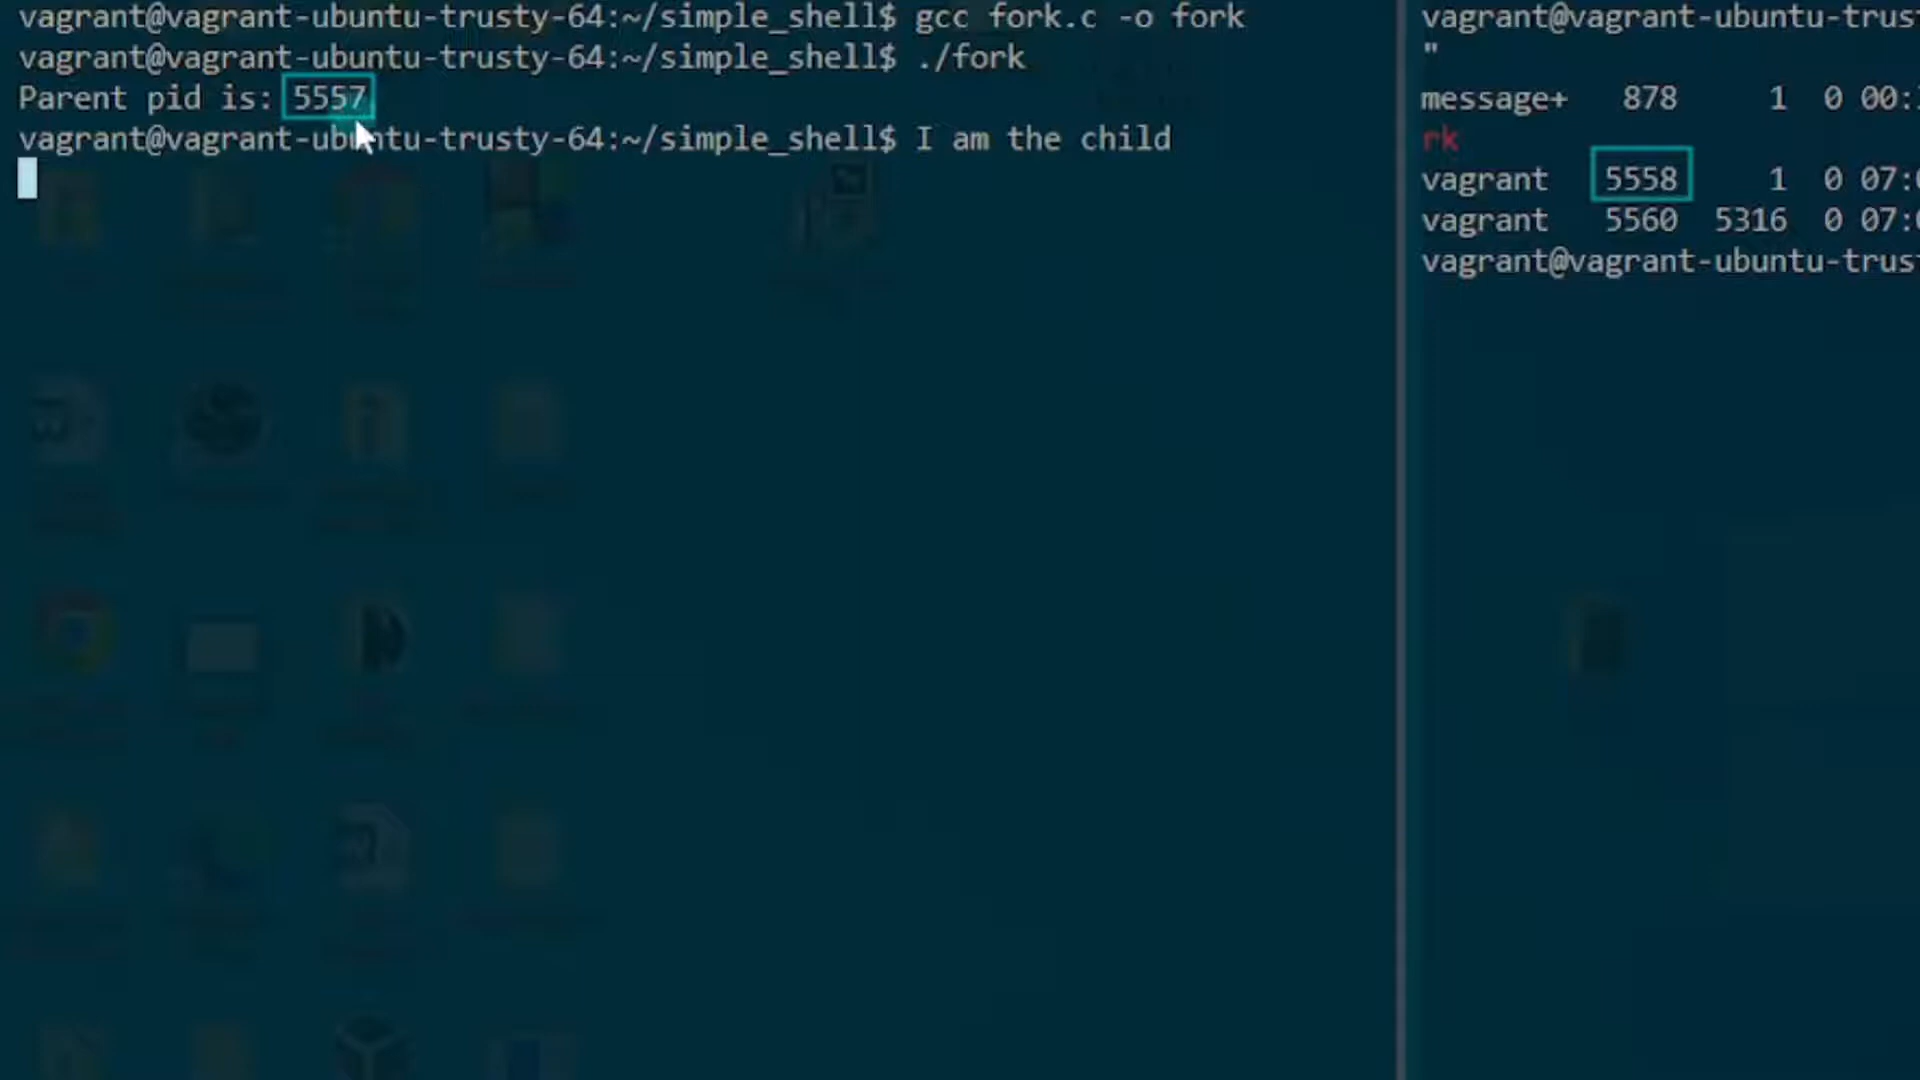 vagrant@vagrant-ubuntu-trusty-64:~/simple_shell$ gcc fork.c -o fork
vagrant@vagrant-ubuntu-trusty-64:~/simple_shell$ ./fork
Parent pid is: 5557
vagrant@vagrant-ubuntu-trusty-64:~/simple_shell$ I am the child
vagrant@vagrant-ubuntu-trus
"
message+ 878 1 0 00:
rk
vagrant 5558 1 0 07:
vagrant 5560 5316 0 07:
vagrant@vagrant-ubuntu-trus